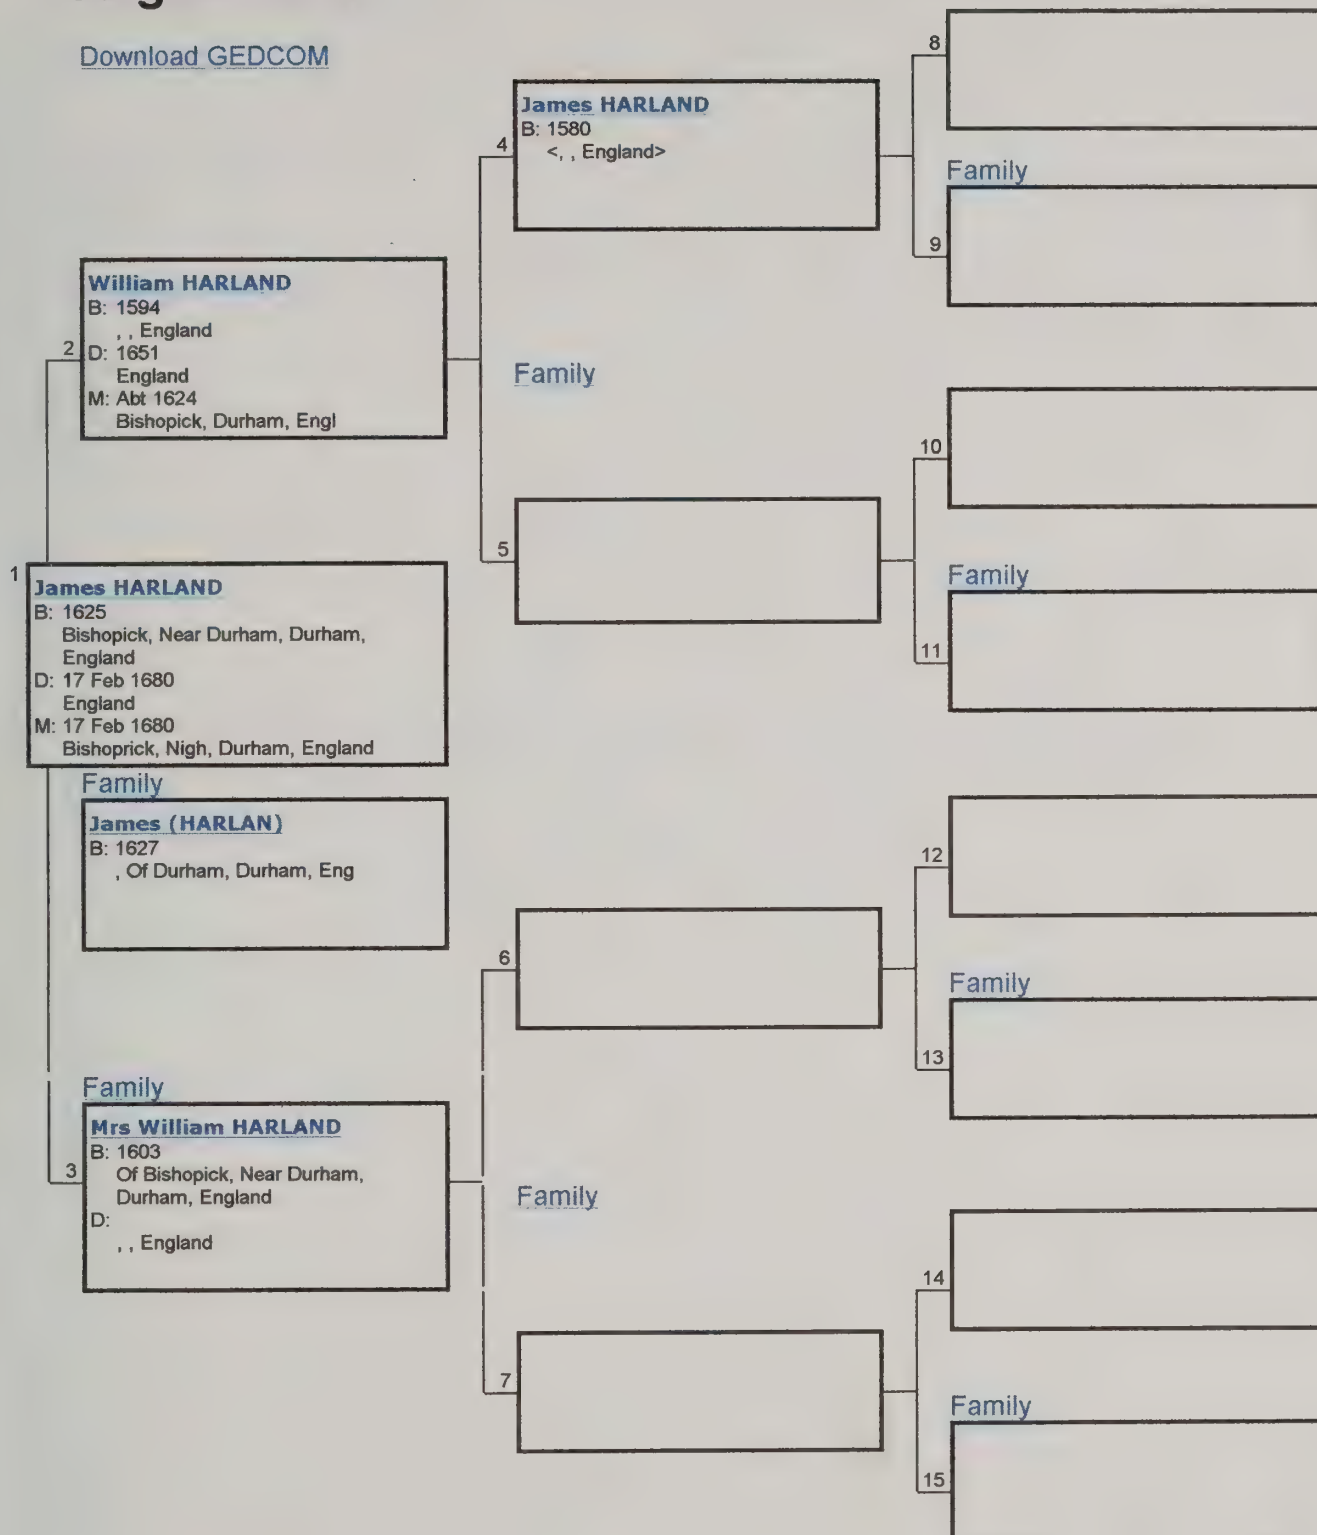 Download GEDCOM
8
James HARLAND
B: 1580
<, , England>
4
Family
9
William HARLAND
B: 1594
, , England
D: 1651
England
M: Abt 1624
Bishopick, Durham, Engl
2
Family
10
5
1
James HARLAND
B: 1625
Bishopick, Near Durham, Durham,
England
D: 17 Feb 1680
England
M: 17 Feb 1680
Bishoprick, Nigh, Durham, England
Family
11
Family
James (HARLAN)
B: 1627
, Of Durham, Durham, Eng
12
6
Family
13
Family
Mrs William HARLAND
B: 1603
Of Bishopick, Near Durham,
Durham, England
D:
, , England
3
Family
14
7
Family
15